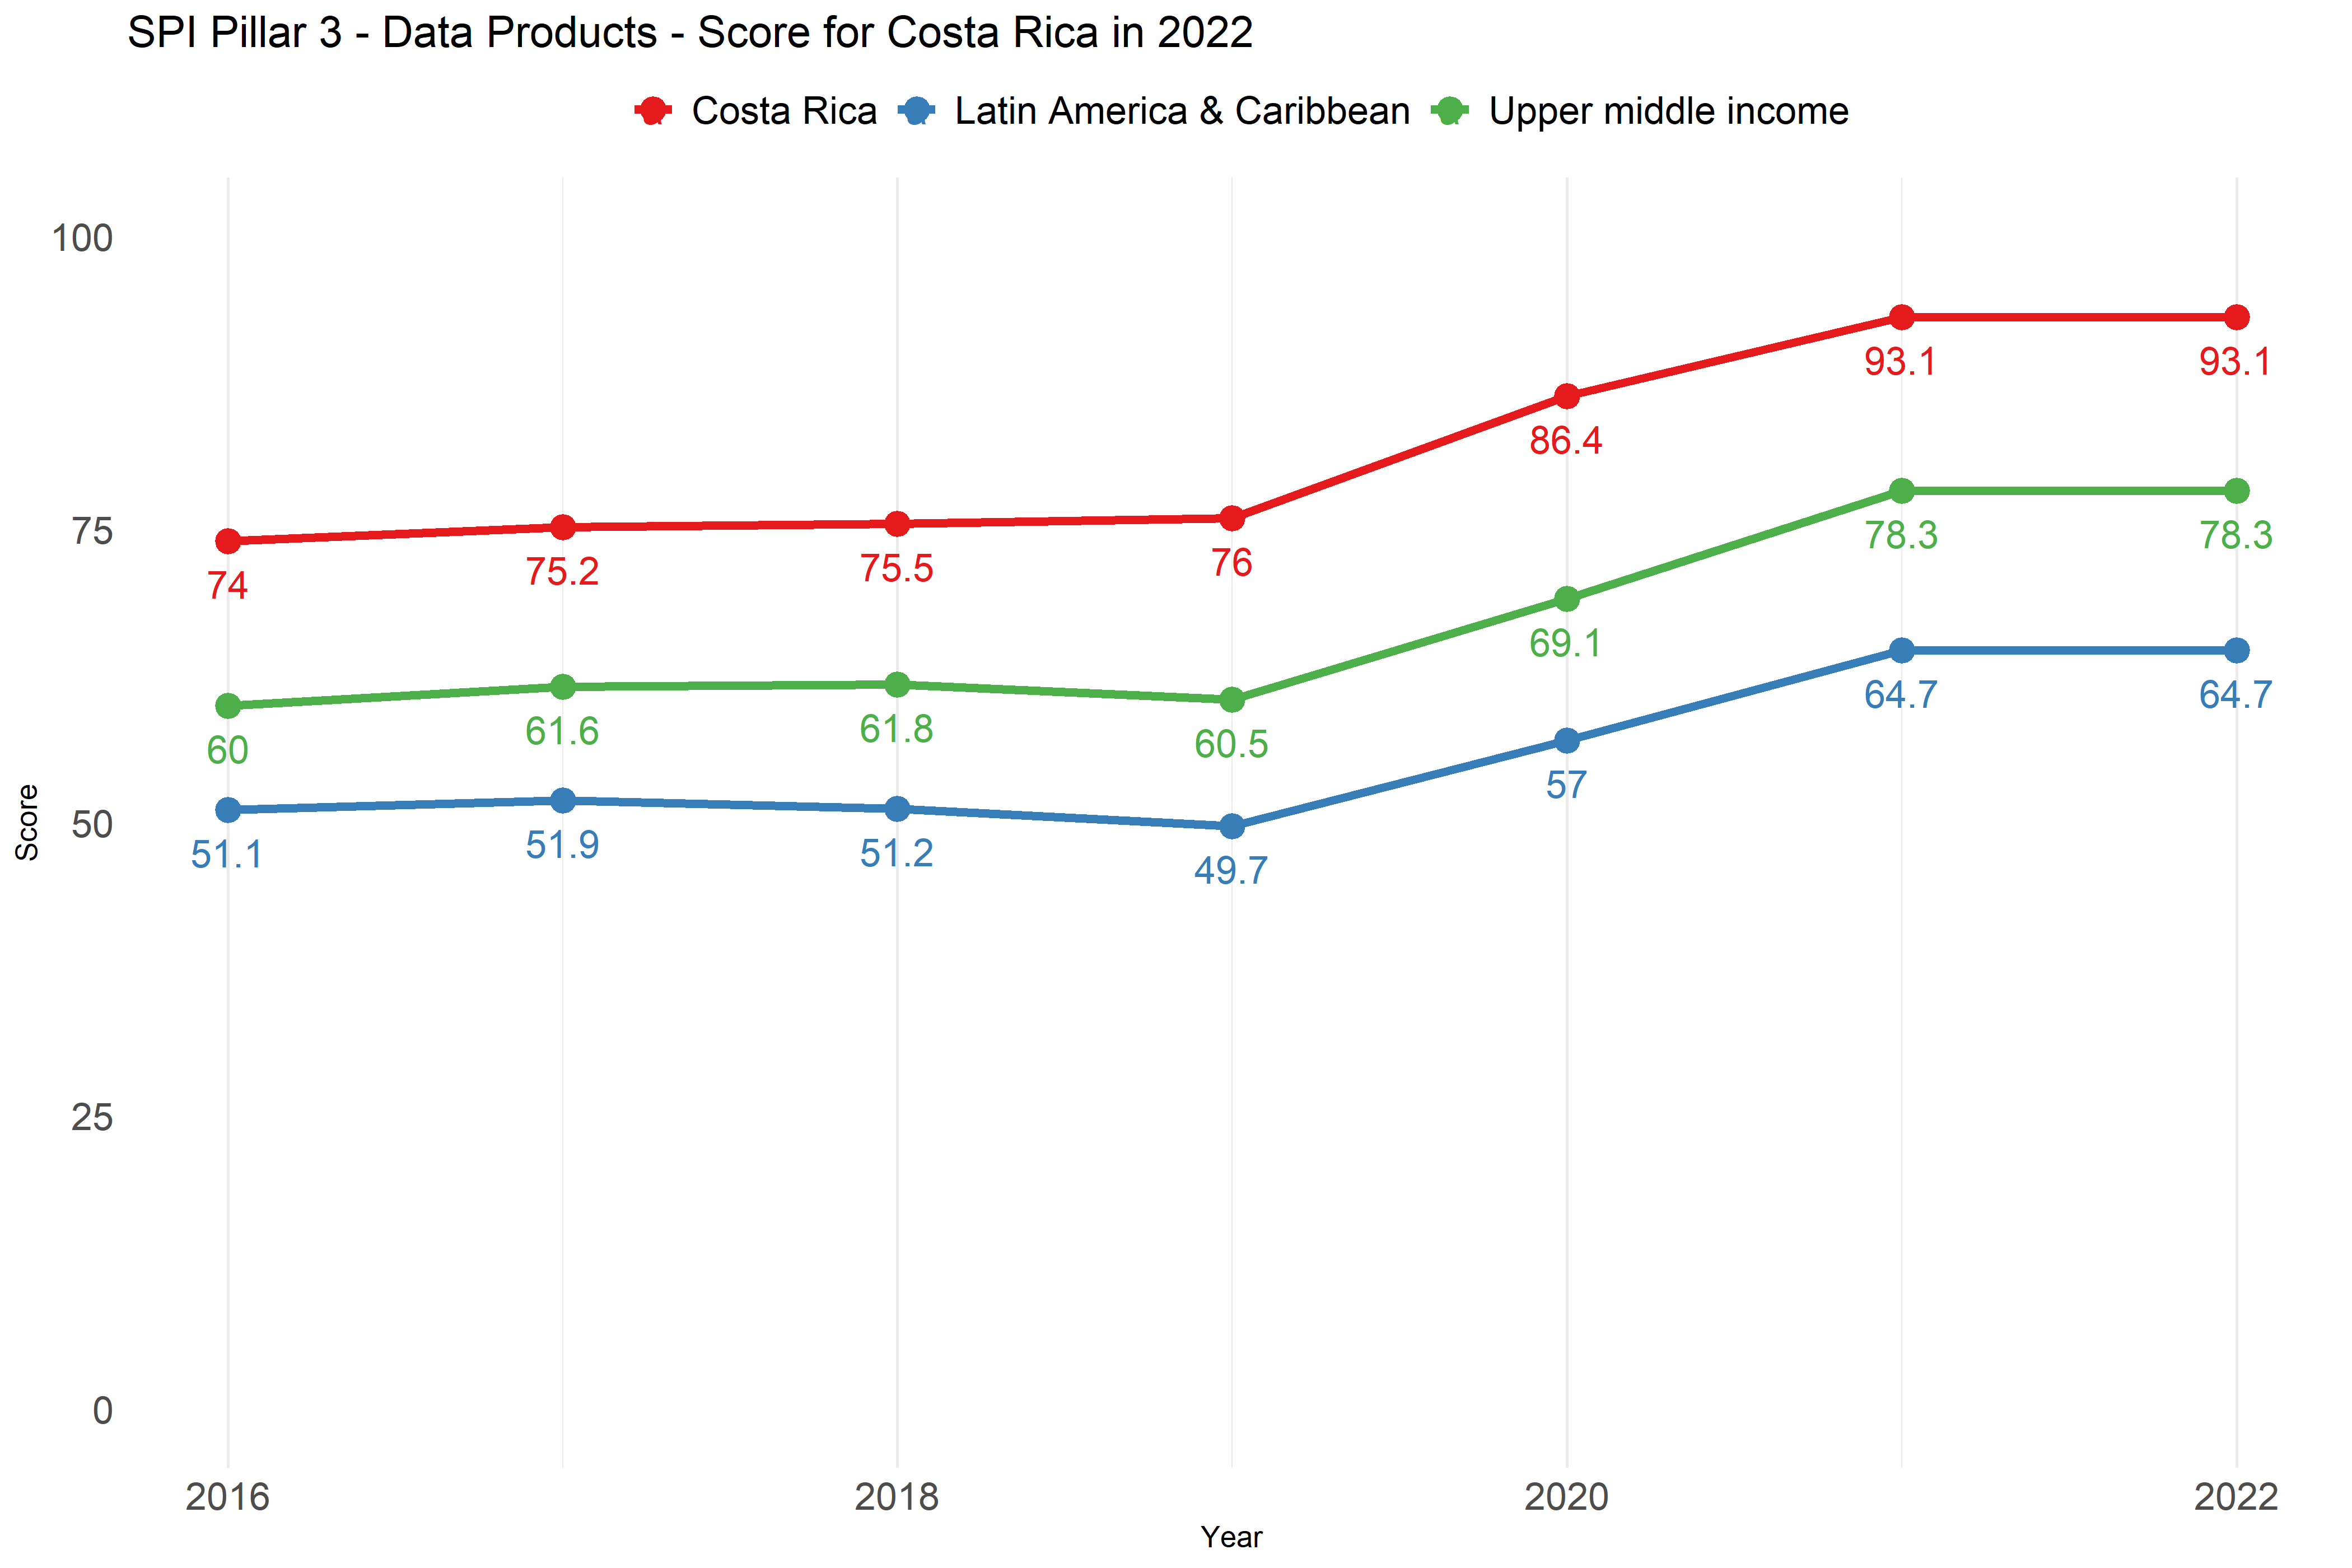 SPI Pillar 3 - Data Products - Score for Costa Rica in 2022
Costa Rica Latin America & Caribbean Upper middle income
100
93.1 93.1
86.4
75
78.3 78.3
74 75.2 75.5 76
69.1
64.7 64.7
60 61.6 61.8 60.5
57
Score
50
51.1 51.9 51.2 49.7
25
0
2016 2018 2020 2022
Year